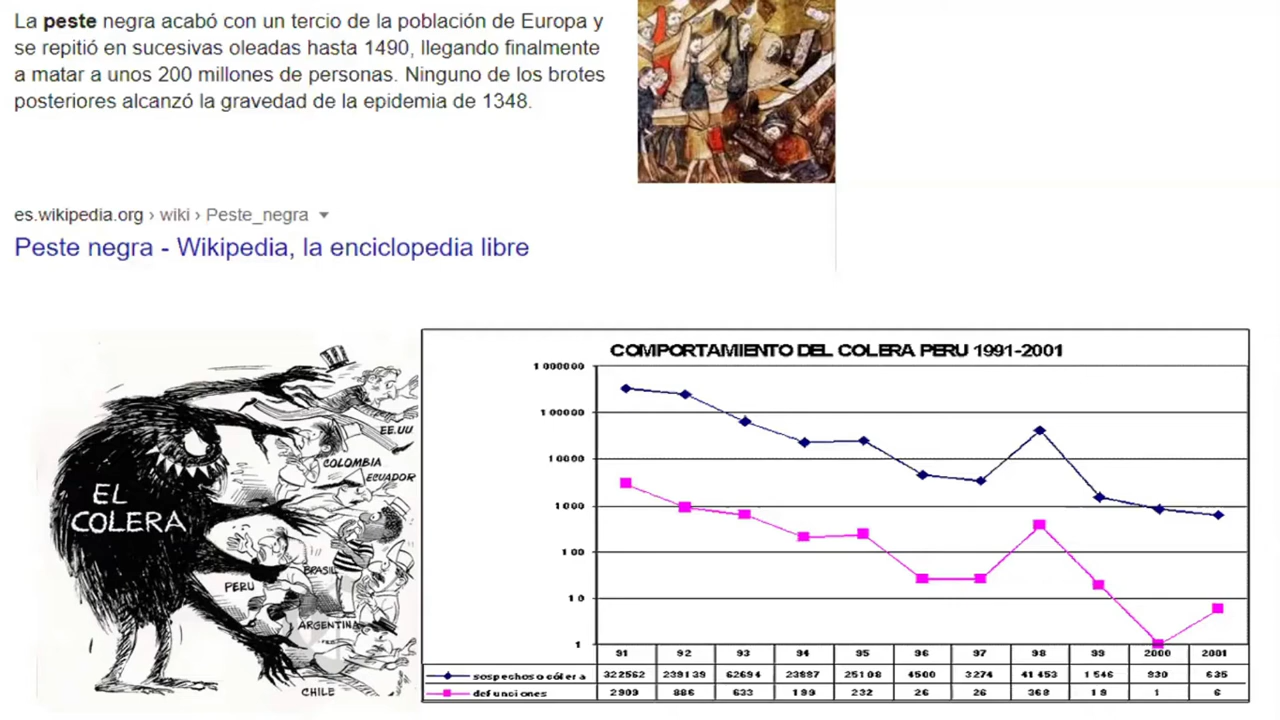 La peste negra acabó con un tercio de la población de Europa y
se repitió en sucesivas oleadas hasta 1490, llegando finalmente
a matar a unos 200 millones de personas. Ninguno de los brotes
posteriores alcanzó la gravedad de la epidemia de 1348.
es.wikipedia.org › wiki › Peste_negra
Peste negra - Wikipedia, la enciclopedia libre
EL
COLERA
EE.UU
COLOMBIA
ECUADOR
PERU
BRASIL
ARGENTINA
CHILE
COMPORTAMIENTO DEL COLERA PERU 1991-2001
1000000
100000
10000
1000
100
10
1
91 92 93 94 95 96 97 98 99 2000 2001
sospechoso cólera 322562 239139 62694 23887 25108 4500 3274 41453 1546 930 635
defunciones 2909 886 633 199 232 26 26 368 19 1 6